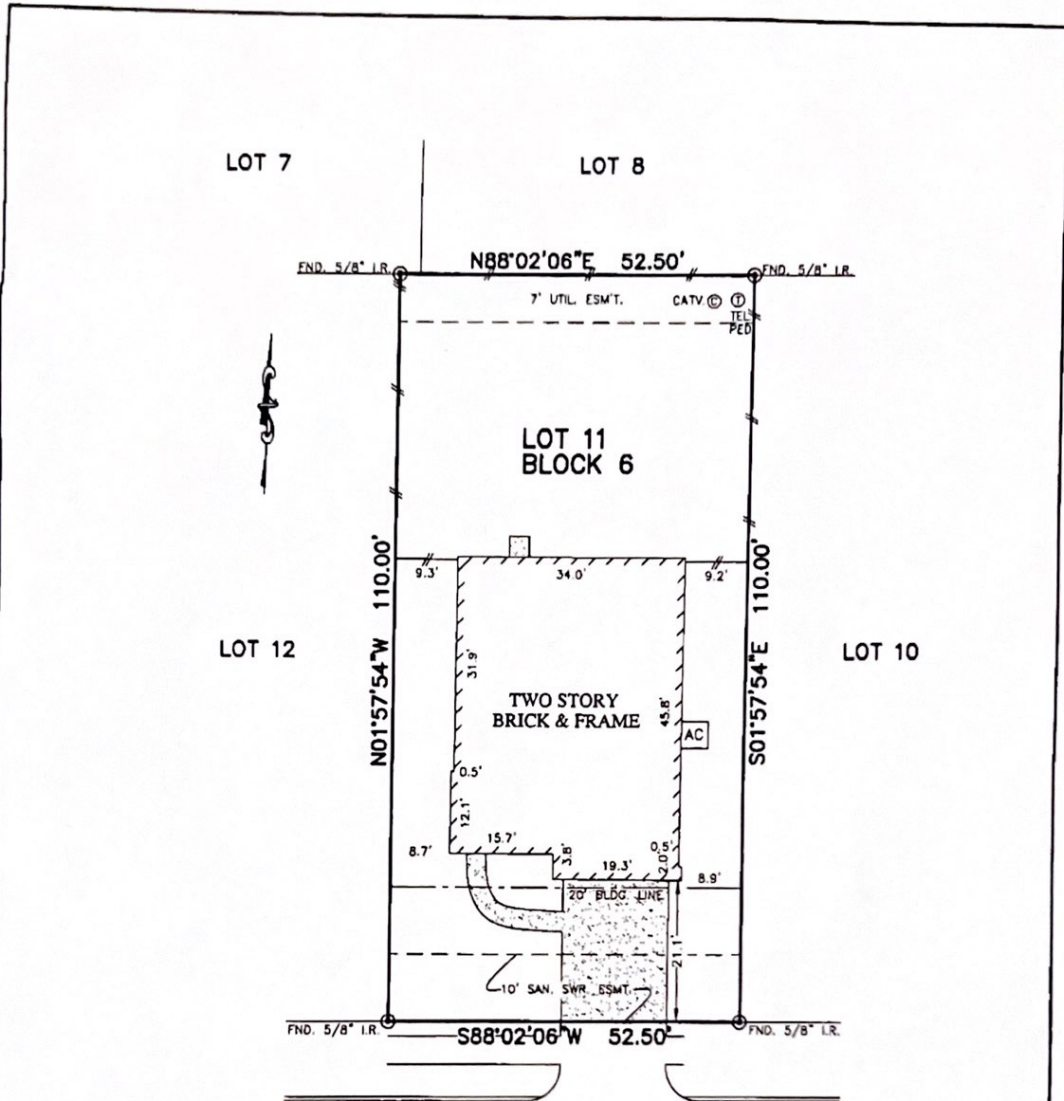 LOT 7
LOT 8
N88°02'06"E 52.50'
FND. 5/8" I.R.
FND. 5/8" I.R.
7' UTIL. ESM'T.
CATV. Ⓒ Ⓣ
TEL
PED
LOT 11
BLOCK 6
9.3'
34.0'
9.2'
N01°57'54"W 110.00'
S01°57'54"E 110.00'
LOT 12
LOT 10
31.9'
45.8'
TWO STORY
BRICK & FRAME
AC
0.5'
12.1'
15.7'
8.7'
3.8'
19.3'
2.0'
0.5'
8.9'
20' BLDG. LINE
21.1'
10' SAN. SWR. ESMT.
FND. 5/8" I.R.
FND. 5/8" I.R.
S88°02'06"W 52.50'